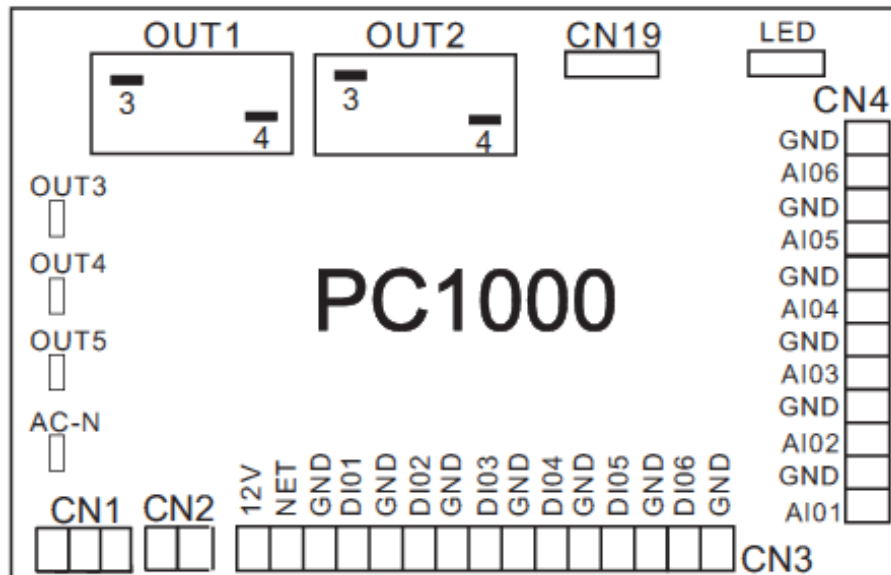 OUT1 OUT2 CN19 LED
3 4 3 4
CN4
GND
AI06
GND
AI05
GND
AI04
GND
AI03
GND
AI02
GND
AI01
OUT3
OUT4
OUT5
AC-N
PC1000
12V NET GND DI01 GND DI02 GND DI03 GND DI04 GND DI05 GND DI06 GND
CN1 CN2 CN3